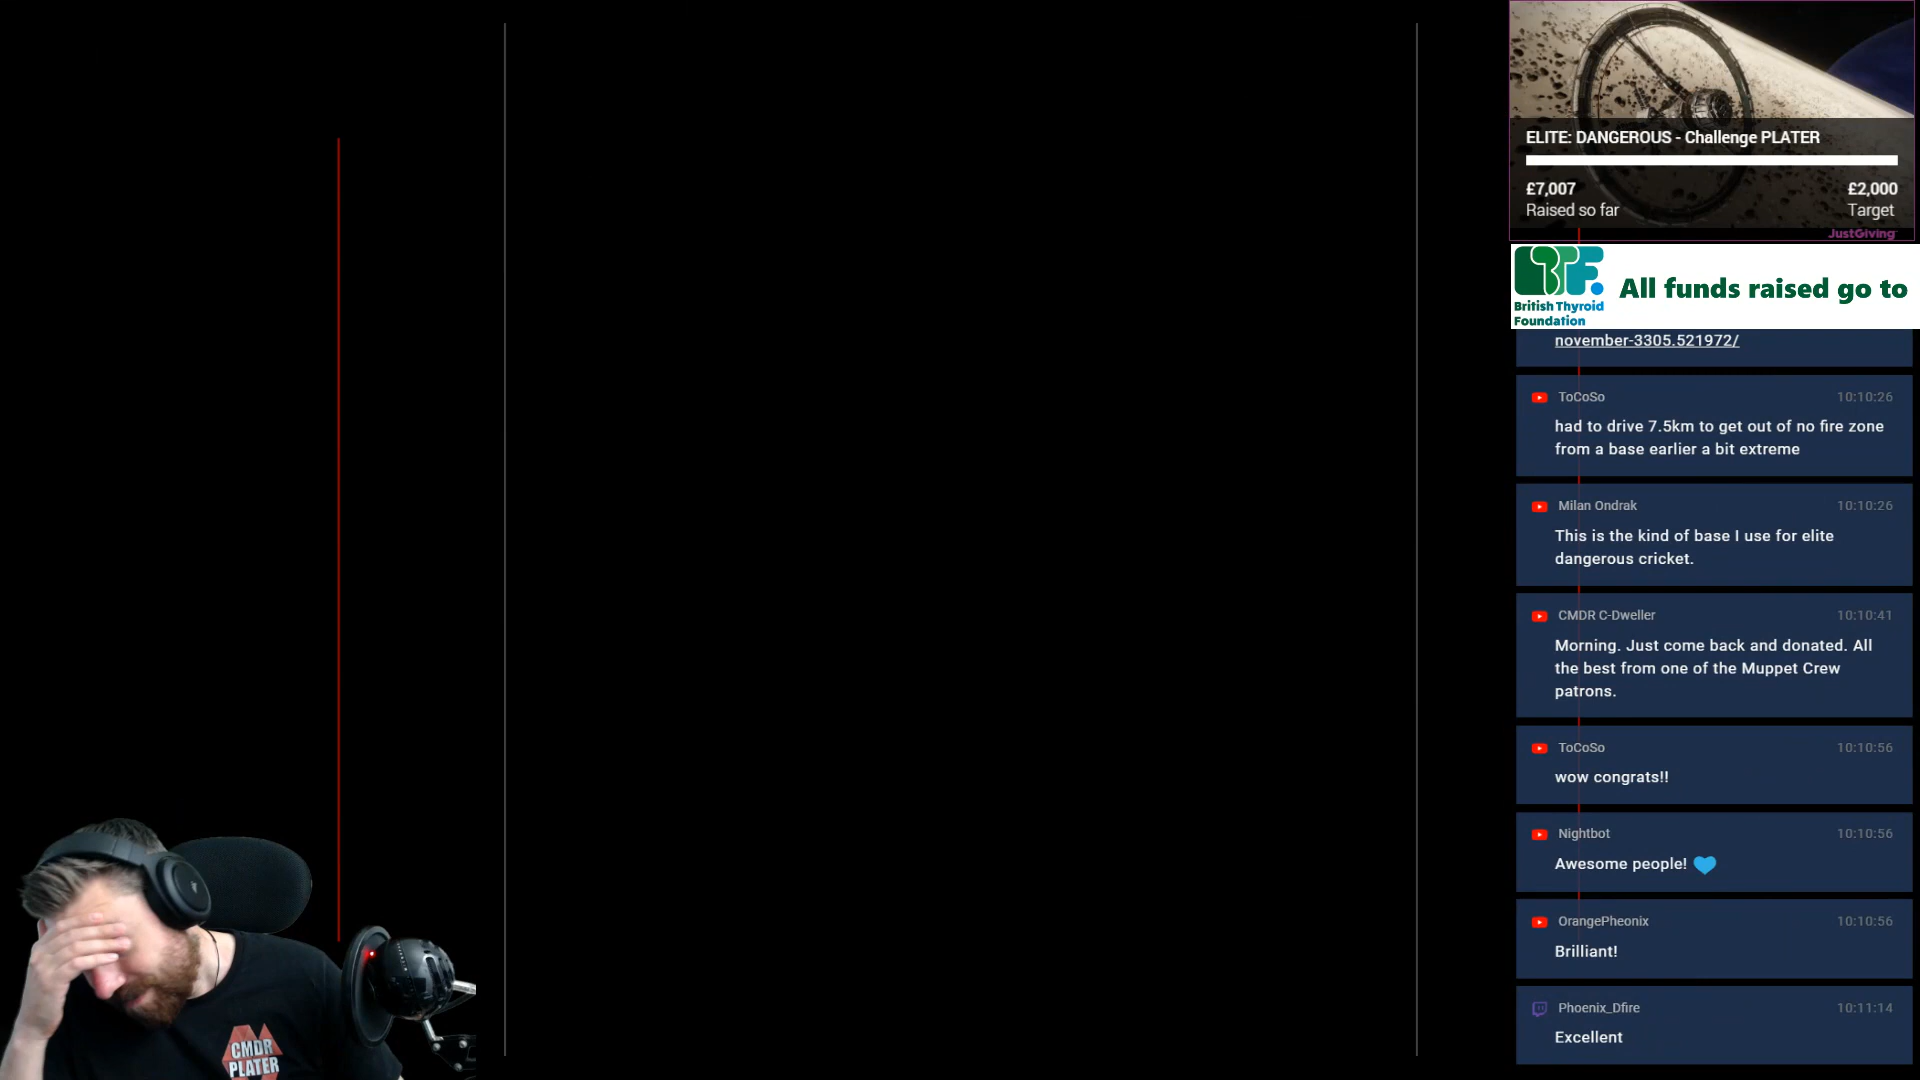 ELITE: DANGEROUS - Challenge PLATER
£7,007 £2,000
Raised so far Target
JustGiving
BTF
British Thyroid
Foundation
All funds raised go to
november-3305.521972/
ToCoSo 10:10:26
had to drive 7.5km to get out of no fire zone
from a base earlier a bit extreme
Milan Ondrak 10:10:26
This is the kind of base I use for elite
dangerous cricket.
CMDR C-Dweller 10:10:41
Morning. Just come back and donated. All
the best from one of the Muppet Crew
patrons.
ToCoSo 10:10:56
wow congrats!!
Nightbot 10:10:56
Awesome people!
OrangePheonix 10:10:56
Brilliant!
Phoenix_Dfire 10:11:14
Excellent
CMDR
PLATER